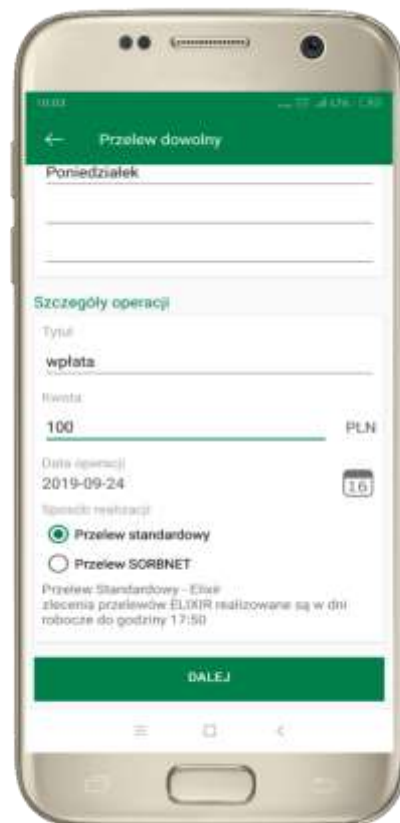 Przelew dowolny
Poniedziałek
Szczegóły operacji
Tytuł
wpłata
Kwota
100 PLN
Data operacji
2019-09-24
16
Sposób realizacji
Przelew standardowy
Przelew SORBNET
Przelew Standardowy - Elixir
zlecenia przelewów ELIXIR realizowane są w dni
robocze do godziny 17:50
DALEJ